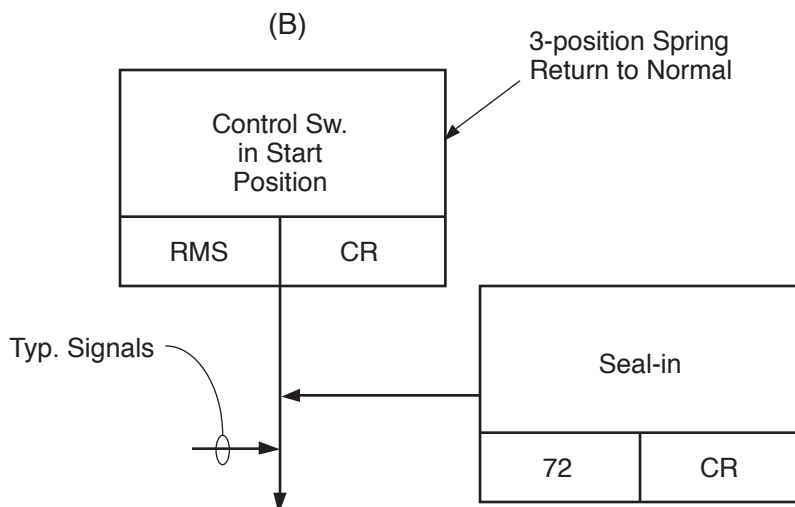 (B)
3-position Spring
Return to Normal
Control Sw.
in Start
Position
RMS
CR
Typ. Signals
Seal-in
72
CR